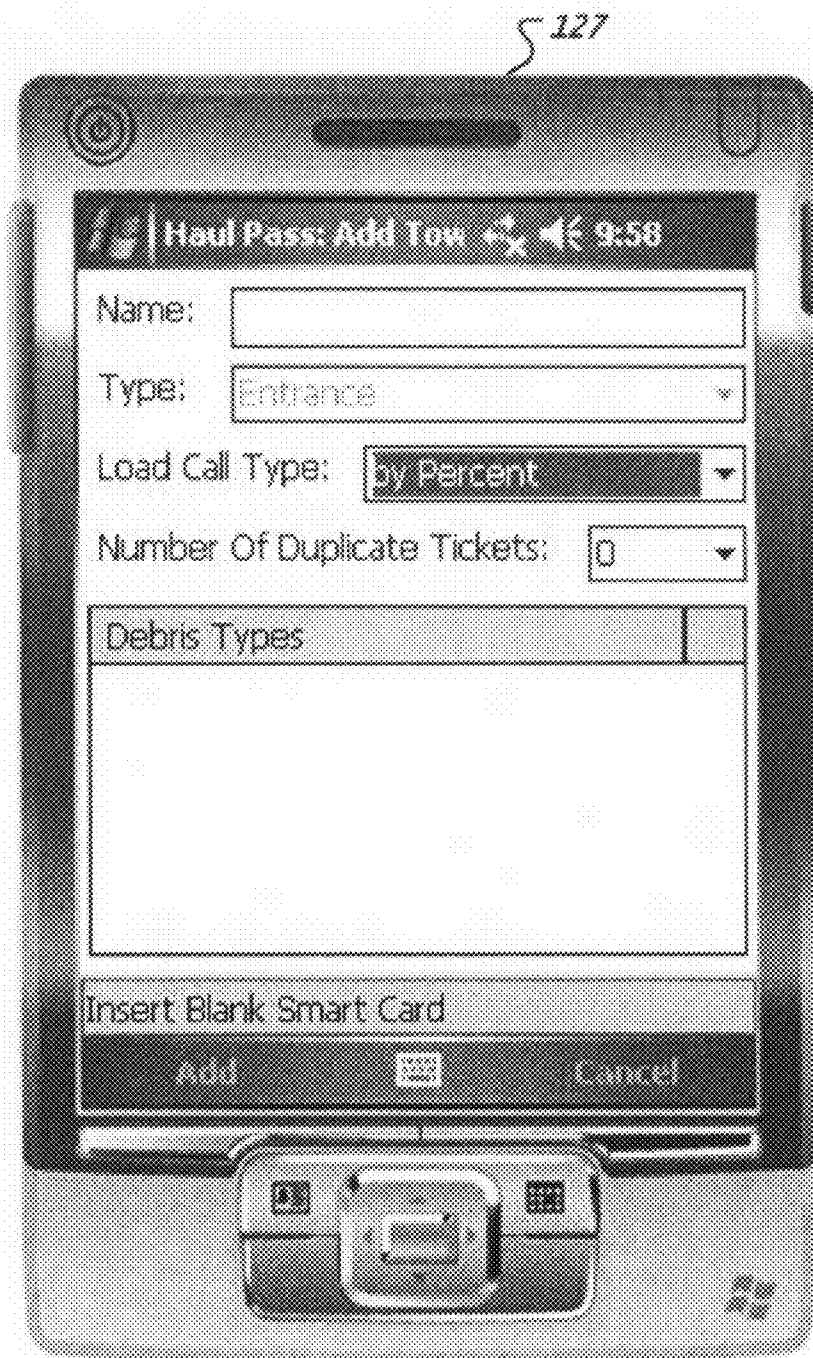 127
Haul Pass: Add Tow 9:58
Name:
Type: Entrance
Load Call Type: by Percent
Number Of Duplicate Tickets: 0
Debris Types
Insert Blank Smart Card
Add Cancel